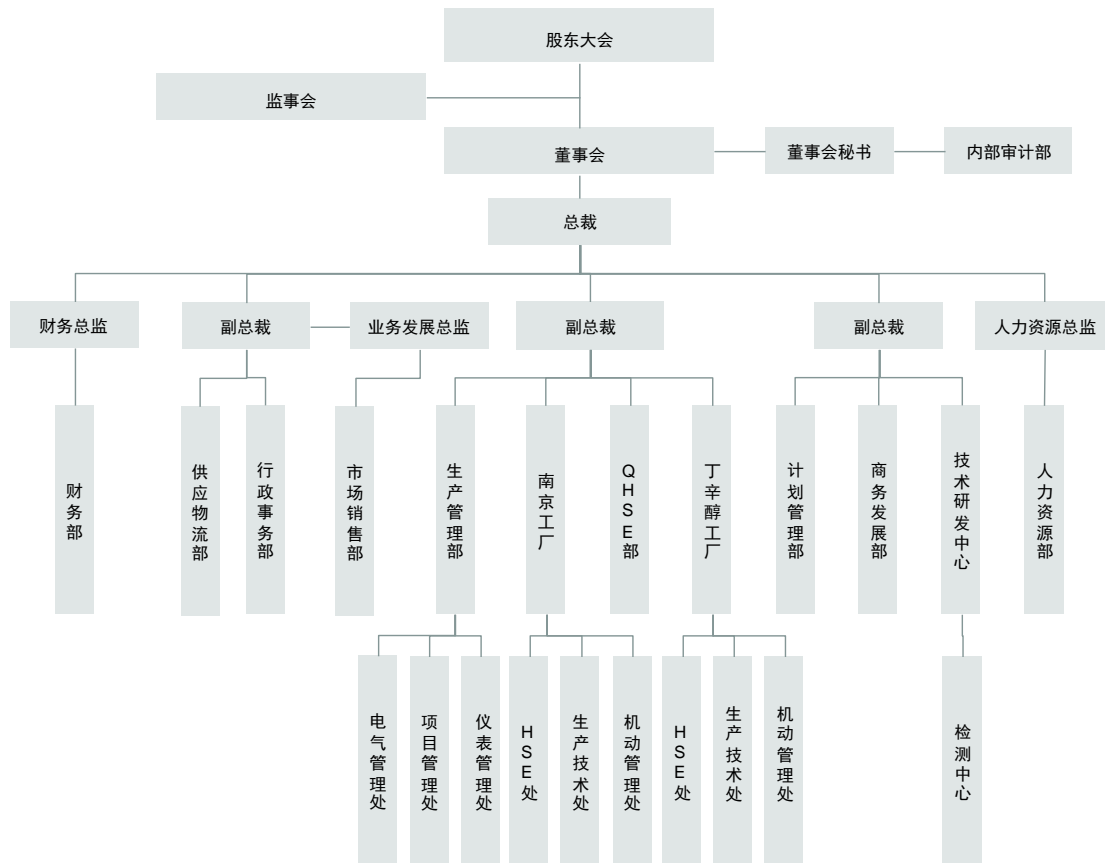 股东大会
监事会
董事会
董事会秘书
内部审计部
总裁
财务总监
副总裁
业务发展总监
副总裁
副总裁
人力资源总监
财务部
供应物流部
行政事务部
市场销售部
生产管理部
南京工厂
QHSE部
丁辛醇工厂
计划管理部
商务发展部
技术研发中心
人力资源部
电气管理处
项目管理处
仪表管理处
HSE处
生产技术处
机动管理处
HSE处
生产技术处
机动管理处
检测中心